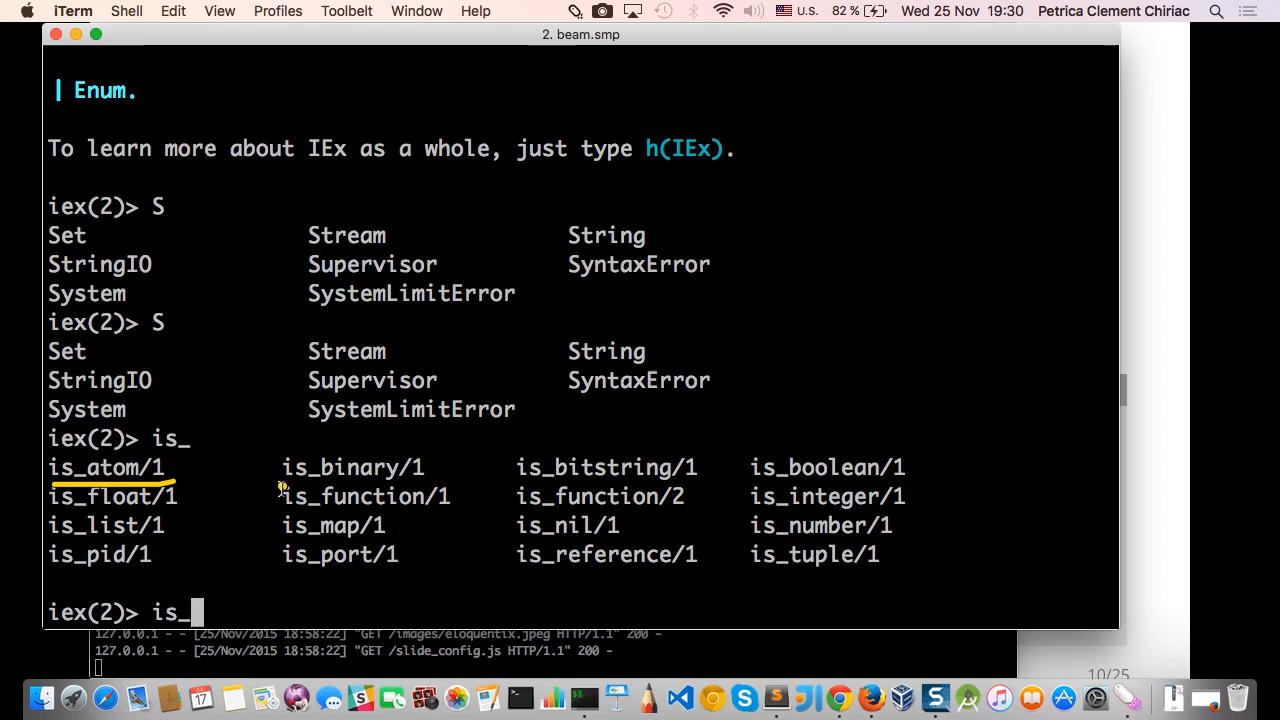 iTerm Shell Edit View Profiles Toolbelt Window Help U.S. 82 % Wed 25 Nov 19:30 Petrica Clement Chiriac
2. beam.smp
| Enum.
To learn more about IEx as a whole, just type h(IEx).
iex(2)> S
Set Stream String
StringIO Supervisor SyntaxError
System SystemLimitError
iex(2)> S
Set Stream String
StringIO Supervisor SyntaxError
System SystemLimitError
iex(2)> is_
is_atom/1 is_binary/1 is_bitstring/1 is_boolean/1
is_float/1 is_function/1 is_function/2 is_integer/1
is_list/1 is_map/1 is_nil/1 is_number/1
is_pid/1 is_port/1 is_reference/1 is_tuple/1
iex(2)> is_
127.0.0.1 - - [25/Nov/2015 18:58:22] "GET /images/eloquentix.jpeg HTTP/1.1" 200 -
127.0.0.1 - - [25/Nov/2015 18:58:22] "GET /slide_config.js HTTP/1.1" 200 -
10/25
17